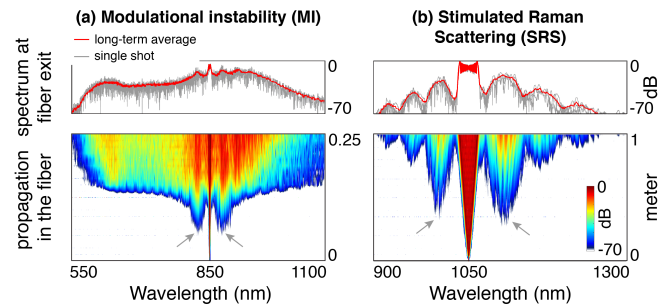 (a) Modulational instability (MI)
(b) Stimulated Raman
Scattering (SRS)
long-term average
single shot
spectrum at
fiber exit
0
-70
0
-70
dB
propagation
in the fiber
0.25
0
1
0
meter
0
dB
-70
550
850
1100
900
1050
1300
Wavelength (nm)
Wavelength (nm)